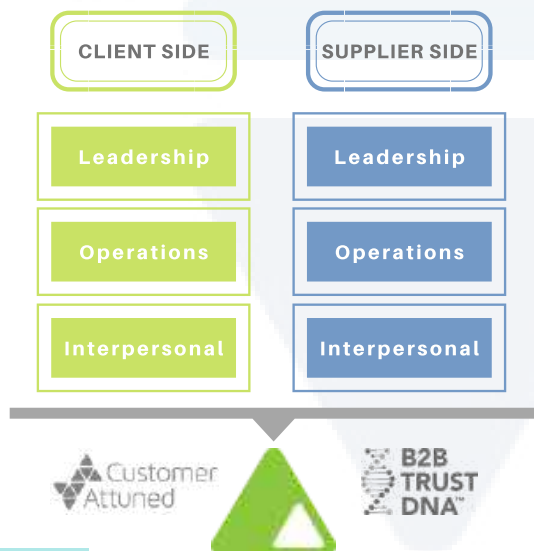 CLIENT SIDE
SUPPLIER SIDE
Leadership
Leadership
Operations
Operations
Interpersonal
Interpersonal
Customer
Attuned
B2B
TRUST
DNA™